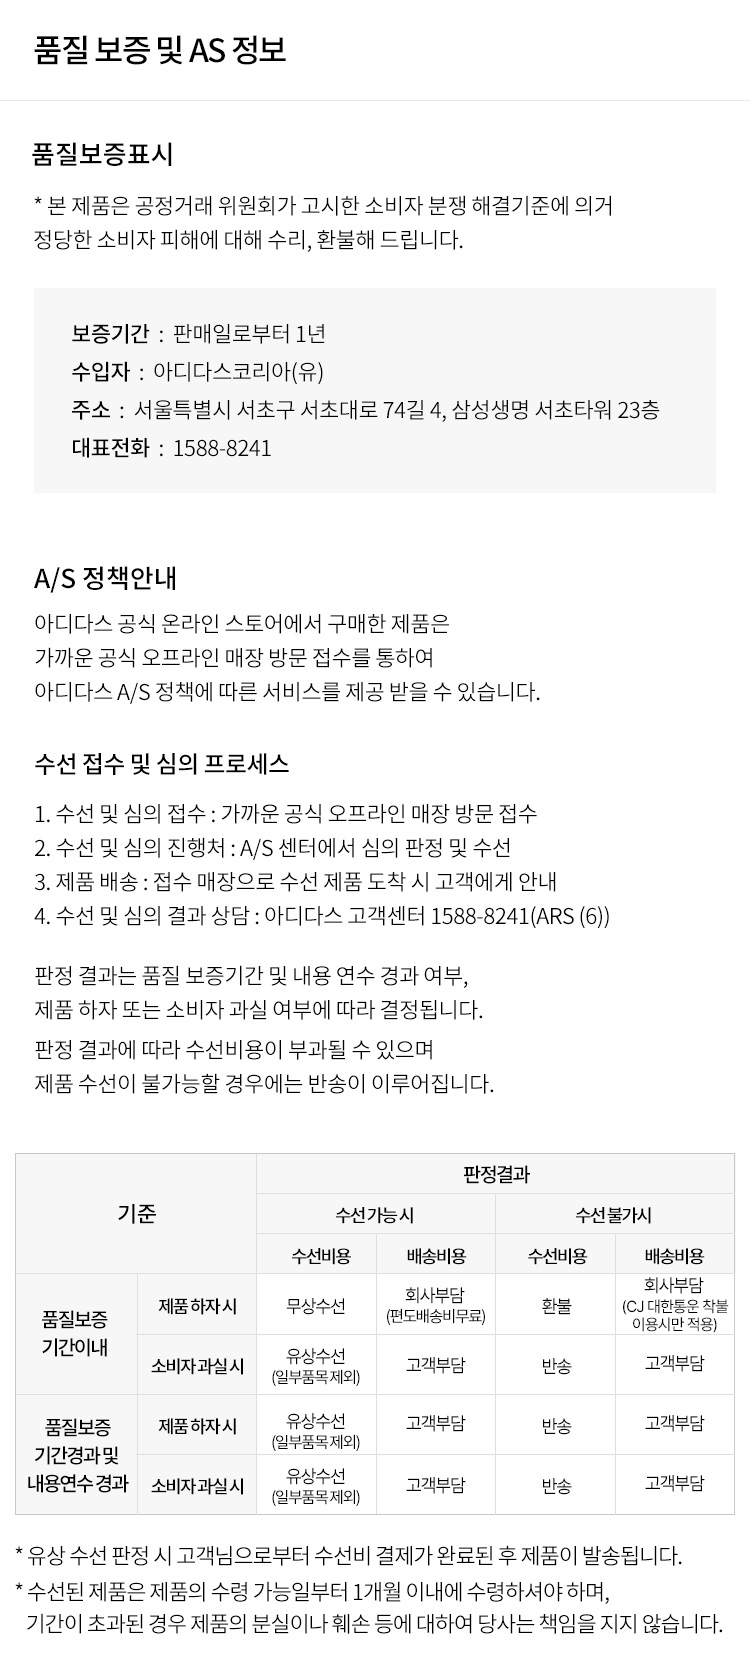 품질 보증 및 AS 정보
품질보증표시
* 본 제품은 공정거래 위원회가 고시한 소비자 분쟁 해결기준에 의거
정당한 소비자 피해에 대해 수리, 환불해 드립니다.
보증기간 : 판매일로부터 1년
수입자 : 아디다스코리아(유)
주소 : 서울특별시 서초구 서초대로 74길 4, 삼성생명 서초타워 23층
대표전화 : 1588-8241
A/S 정책안내
아디다스 공식 온라인 스토어에서 구매한 제품은
가까운 공식 오프라인 매장 방문 접수를 통하여
아디다스 A/S 정책에 따른 서비스를 제공 받을 수 있습니다.
수선 접수 및 심의 프로세스
1. 수선 및 심의 접수 : 가까운 공식 오프라인 매장 방문 접수
2. 수선 및 심의 진행처 : A/S 센터에서 심의 판정 및 수선
3. 제품 배송 : 접수 매장으로 수선 제품 도착 시 고객에게 안내
4. 수선 및 심의 결과 상담 : 아디다스 고객센터 1588-8241(ARS (6))
판정 결과는 품질 보증기간 및 내용 연수 경과 여부,
제품 하자 또는 소비자 과실 여부에 따라 결정됩니다.
판정 결과에 따라 수선비용이 부과될 수 있으며
제품 수선이 불가능할 경우에는 반송이 이루어집니다.
기준
판정결과
수선 가능 시
수선 불가시
수선비용
배송비용
수선비용
배송비용
품질보증
기간이내
제품 하자 시
무상수선
회사부담
(편도배송비무료)
환불
회사부담
(CJ 대한통운 착불
이용시만 적용)
소비자 과실 시
유상수선
(일부품목 제외)
고객부담
반송
고객부담
품질보증
기간경과 및
내용연수 경과
제품 하자 시
유상수선
(일부품목 제외)
고객부담
반송
고객부담
소비자 과실 시
유상수선
(일부품목 제외)
고객부담
반송
고객부담
* 유상 수선 판정 시 고객님으로부터 수선비 결제가 완료된 후 제품이 발송됩니다.
* 수선된 제품은 제품의 수령 가능일부터 1개월 이내에 수령하셔야 하며,
기간이 초과된 경우 제품의 분실이나 훼손 등에 대하여 당사는 책임을 지지 않습니다.